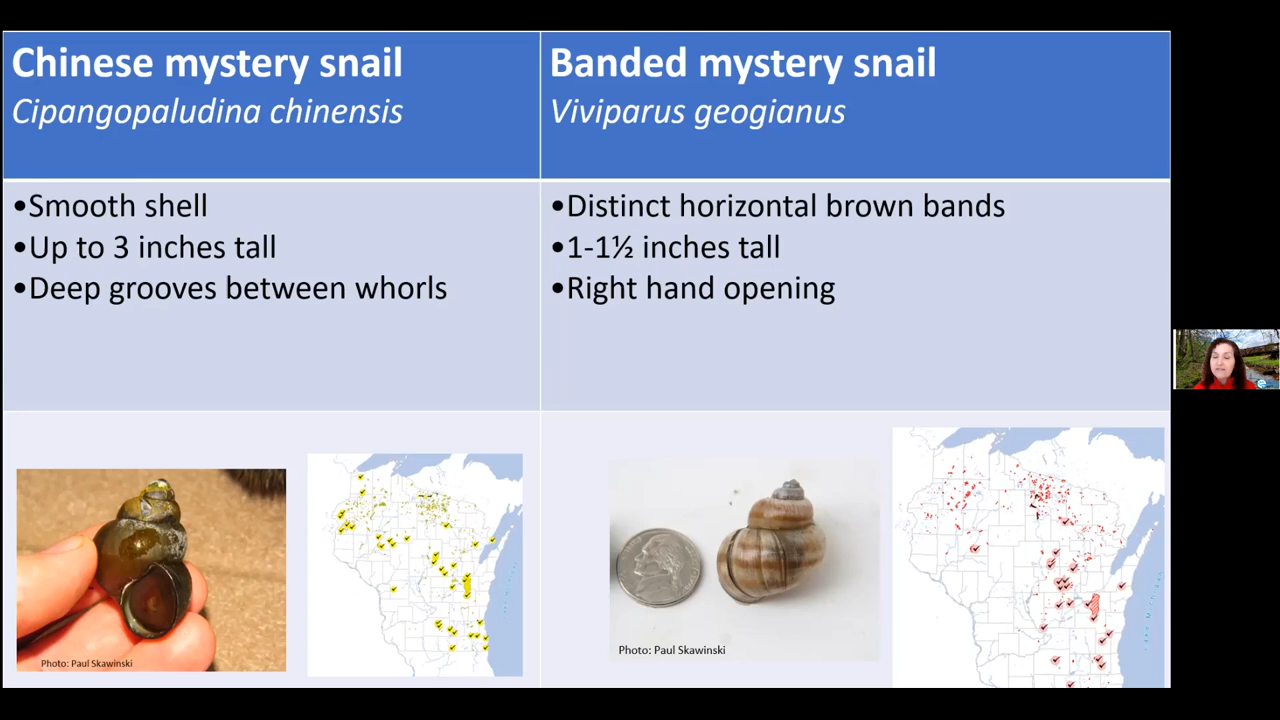 Chinese mystery snail
Cipangopaludina chinensis
•Smooth shell
•Up to 3 inches tall
•Deep grooves between whorls
Photo: Paul Skawinski
Banded mystery snail
Viviparus geogianus
•Distinct horizontal brown bands
•1-1½ inches tall
•Right hand opening
Photo: Paul Skawinski